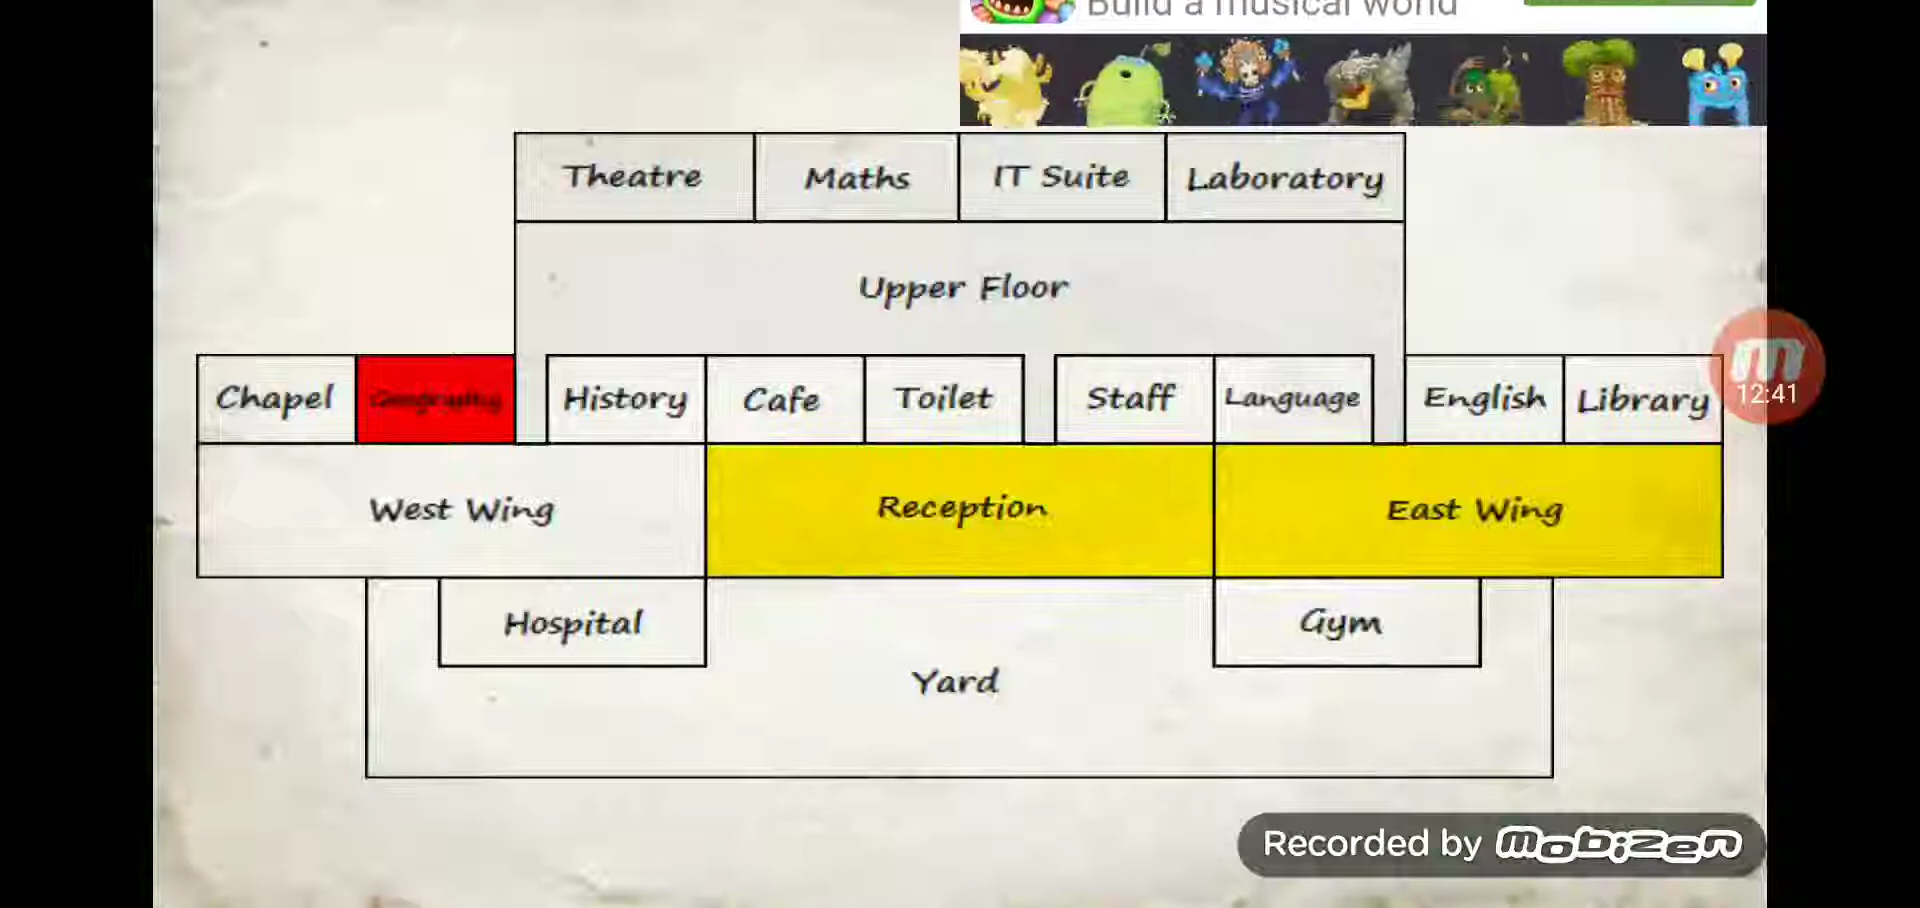 Build a musical world
Theatre
Maths
IT Suite
Laboratory
Upper Floor
Chapel
Geography
History
Cafe
Toilet
Staff
Language
English
Library
12:41
West Wing
Reception
East Wing
Hospital
Gym
Yard
Recorded by mobizen